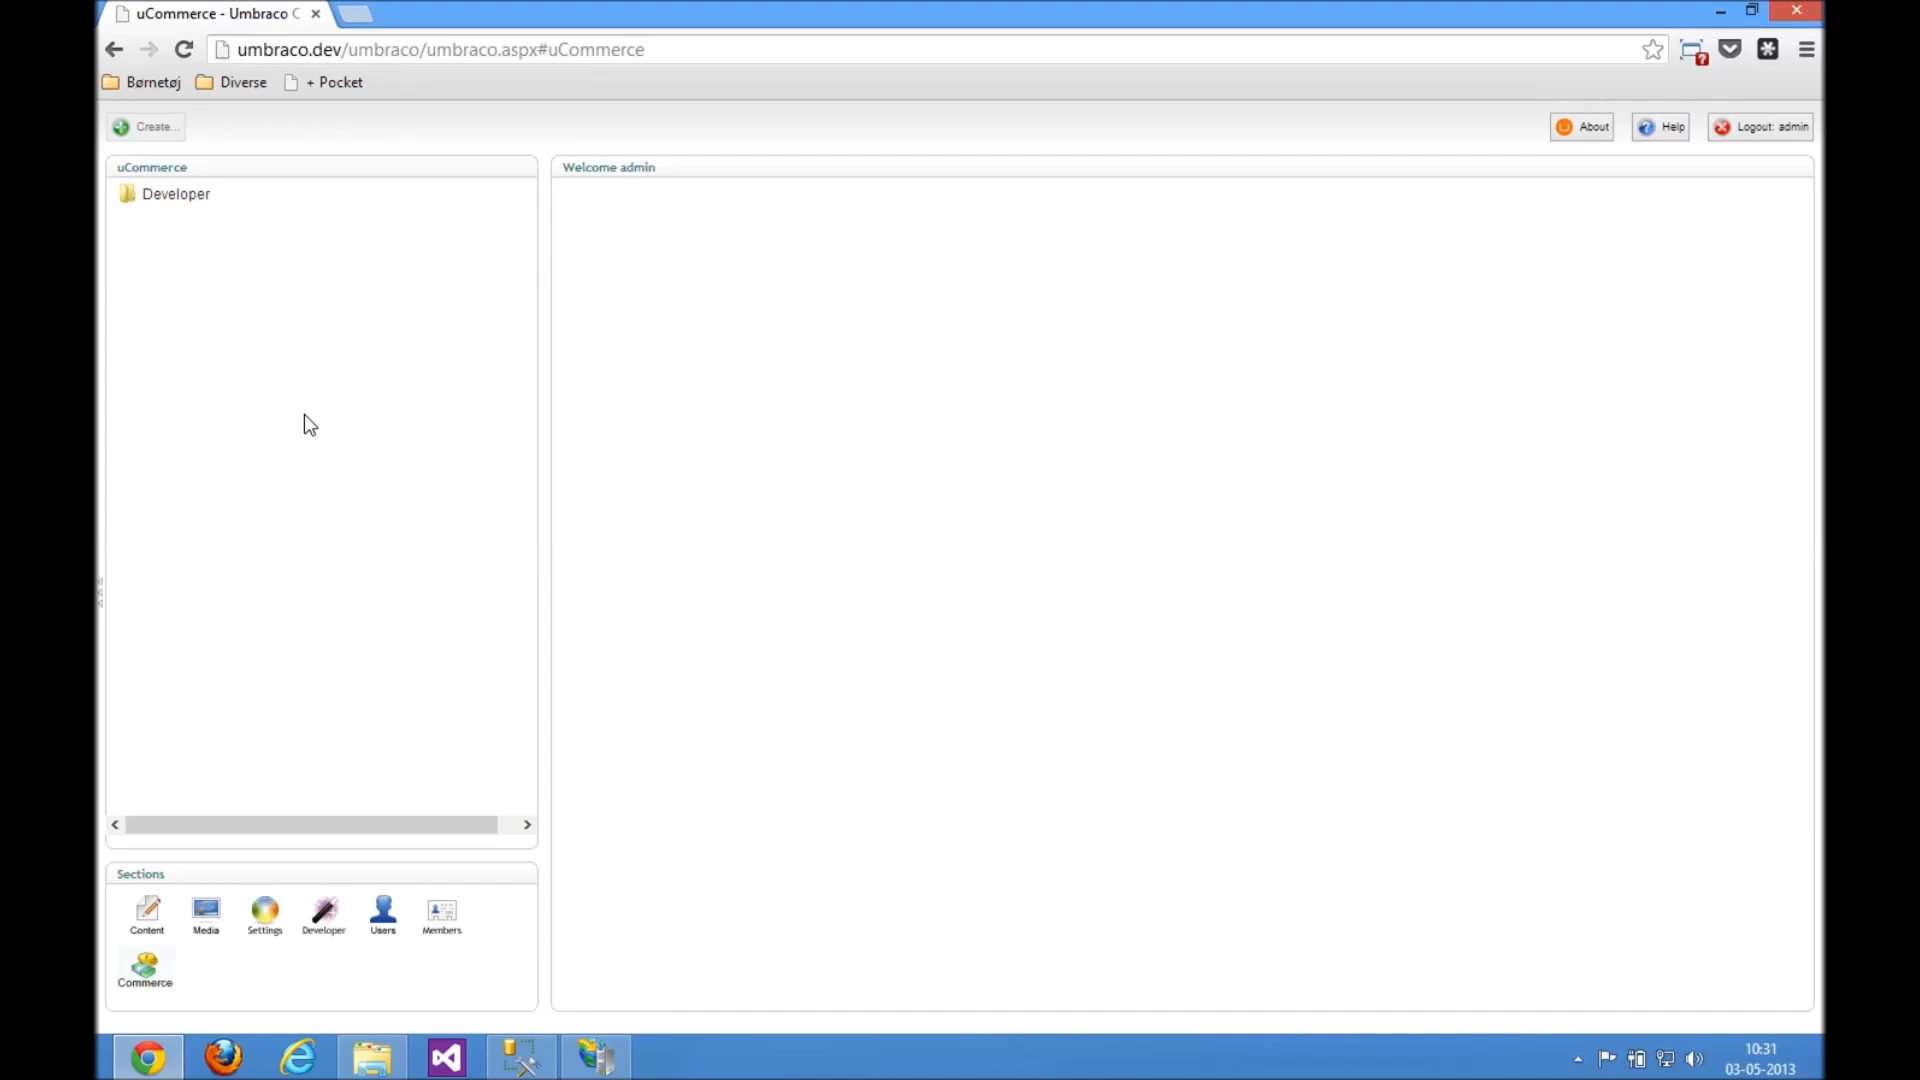 uCommerce - Umbraco C
umbraco.dev/umbraco/umbraco.aspx#uCommerce
Børnetøj Diverse + Pocket
Create... About Help Logout: admin
uCommerce Welcome admin
Developer
Sections
Content Media Settings Developer Users Members
Commerce
10:31
03-05-2013